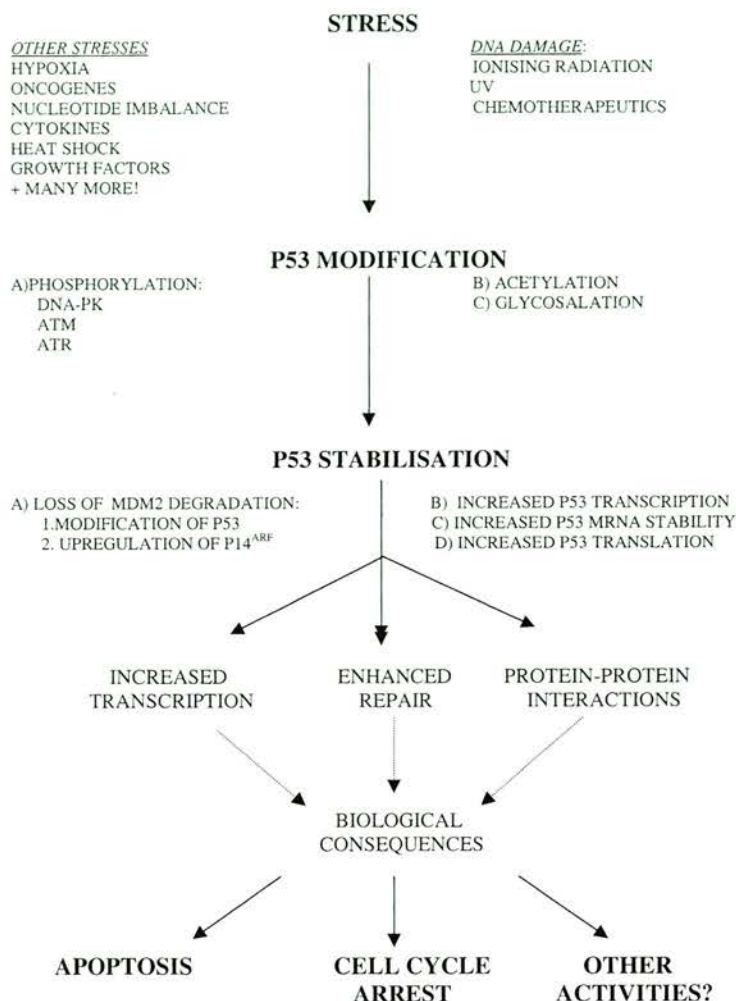 STRESS
OTHER STRESSES
HYPOXIA
ONCOGENES
NUCLEOTIDE IMBALANCE
CYTOKINES
HEAT SHOCK
GROWTH FACTORS
+ MANY MORE!
DNA DAMAGE:
IONISING RADIATION
UV
CHEMOTHERAPEUTICS
P53 MODIFICATION
A)PHOSPHORYLATION:
DNA-PK
ATM
ATR
B) ACETYLATION
C) GLYCOSALATION
P53 STABILISATION
A) LOSS OF MDM2 DEGRADATION:
1.MODIFICATION OF P53
2. UPREGULATION OF P14ARF
B) INCREASED P53 TRANSCRIPTION
C) INCREASED P53 MRNA STABILITY
D) INCREASED P53 TRANSLATION
INCREASED
TRANSCRIPTION
ENHANCED
REPAIR
PROTEIN-PROTEIN
INTERACTIONS
BIOLOGICAL
CONSEQUENCES
APOPTOSIS
CELL CYCLE
ARREST
OTHER
ACTIVITIES?